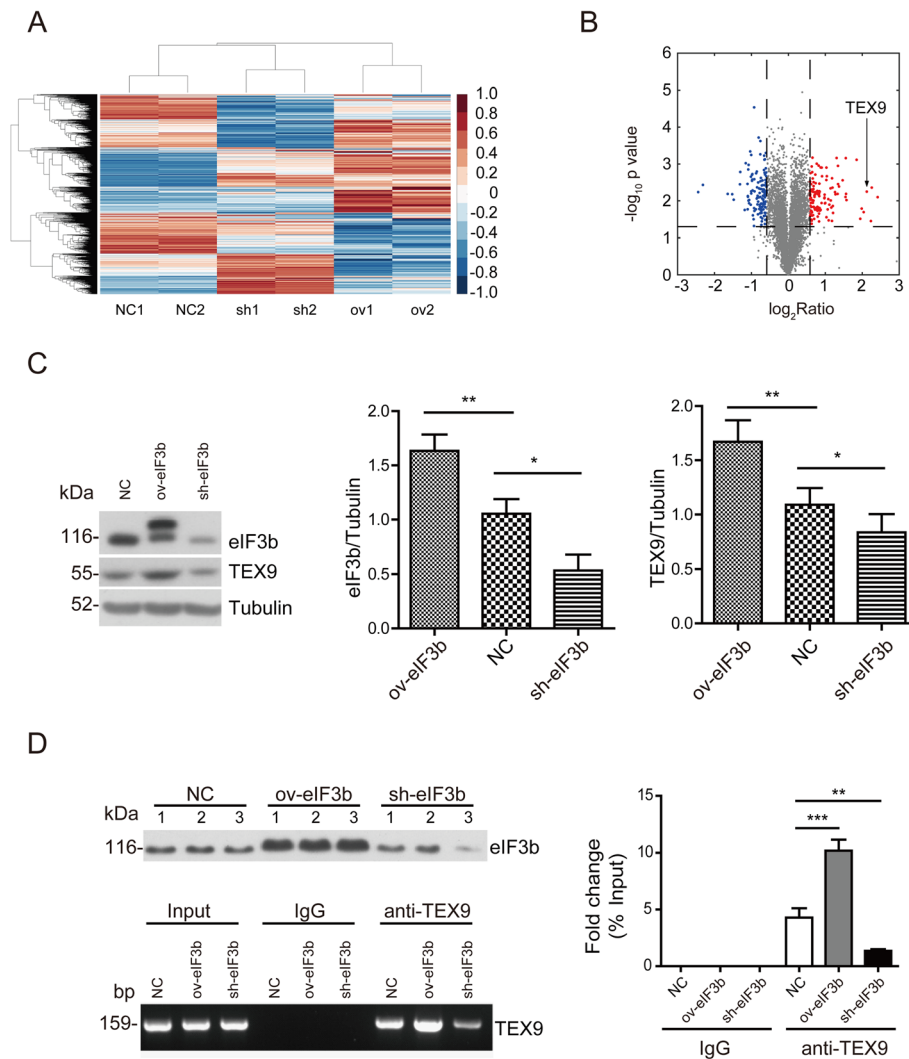 A
1.0
0.8
0.6
0.4
0.2
0
-0.2
-0.4
-0.6
-0.8
-1.0
NC1 NC2 sh1 sh2 ov1 ov2
B
6
5
4
3
2
1
0
-log10 p value
TEX9
-3 -2 -1 0 1 2 3
log2Ratio
C
kDa
NC ov-eIF3b sh-eIF3b
116- eIF3b
55- TEX9
52- Tubulin
2.0
1.5
1.0
0.5
0.0
eIF3b/Tubulin
**
*
ov-eIF3b NC sh-eIF3b
2.0
1.5
1.0
0.5
0.0
TEX9/Tubulin
**
*
ov-eIF3b NC sh-eIF3b
D
NC ov-eIF3b sh-eIF3b
kDa 1 2 3 1 2 3 1 2 3
116- eIF3b
Input IgG anti-TEX9
bp NC ov-eIF3b sh-eIF3b NC ov-eIF3b sh-eIF3b NC ov-eIF3b sh-eIF3b
159- TEX9
15
10
5
0
Fold change
(% Input)
**
***
NC ov-eIF3b sh-eIF3b NC ov-eIF3b sh-eIF3b
IgG anti-TEX9